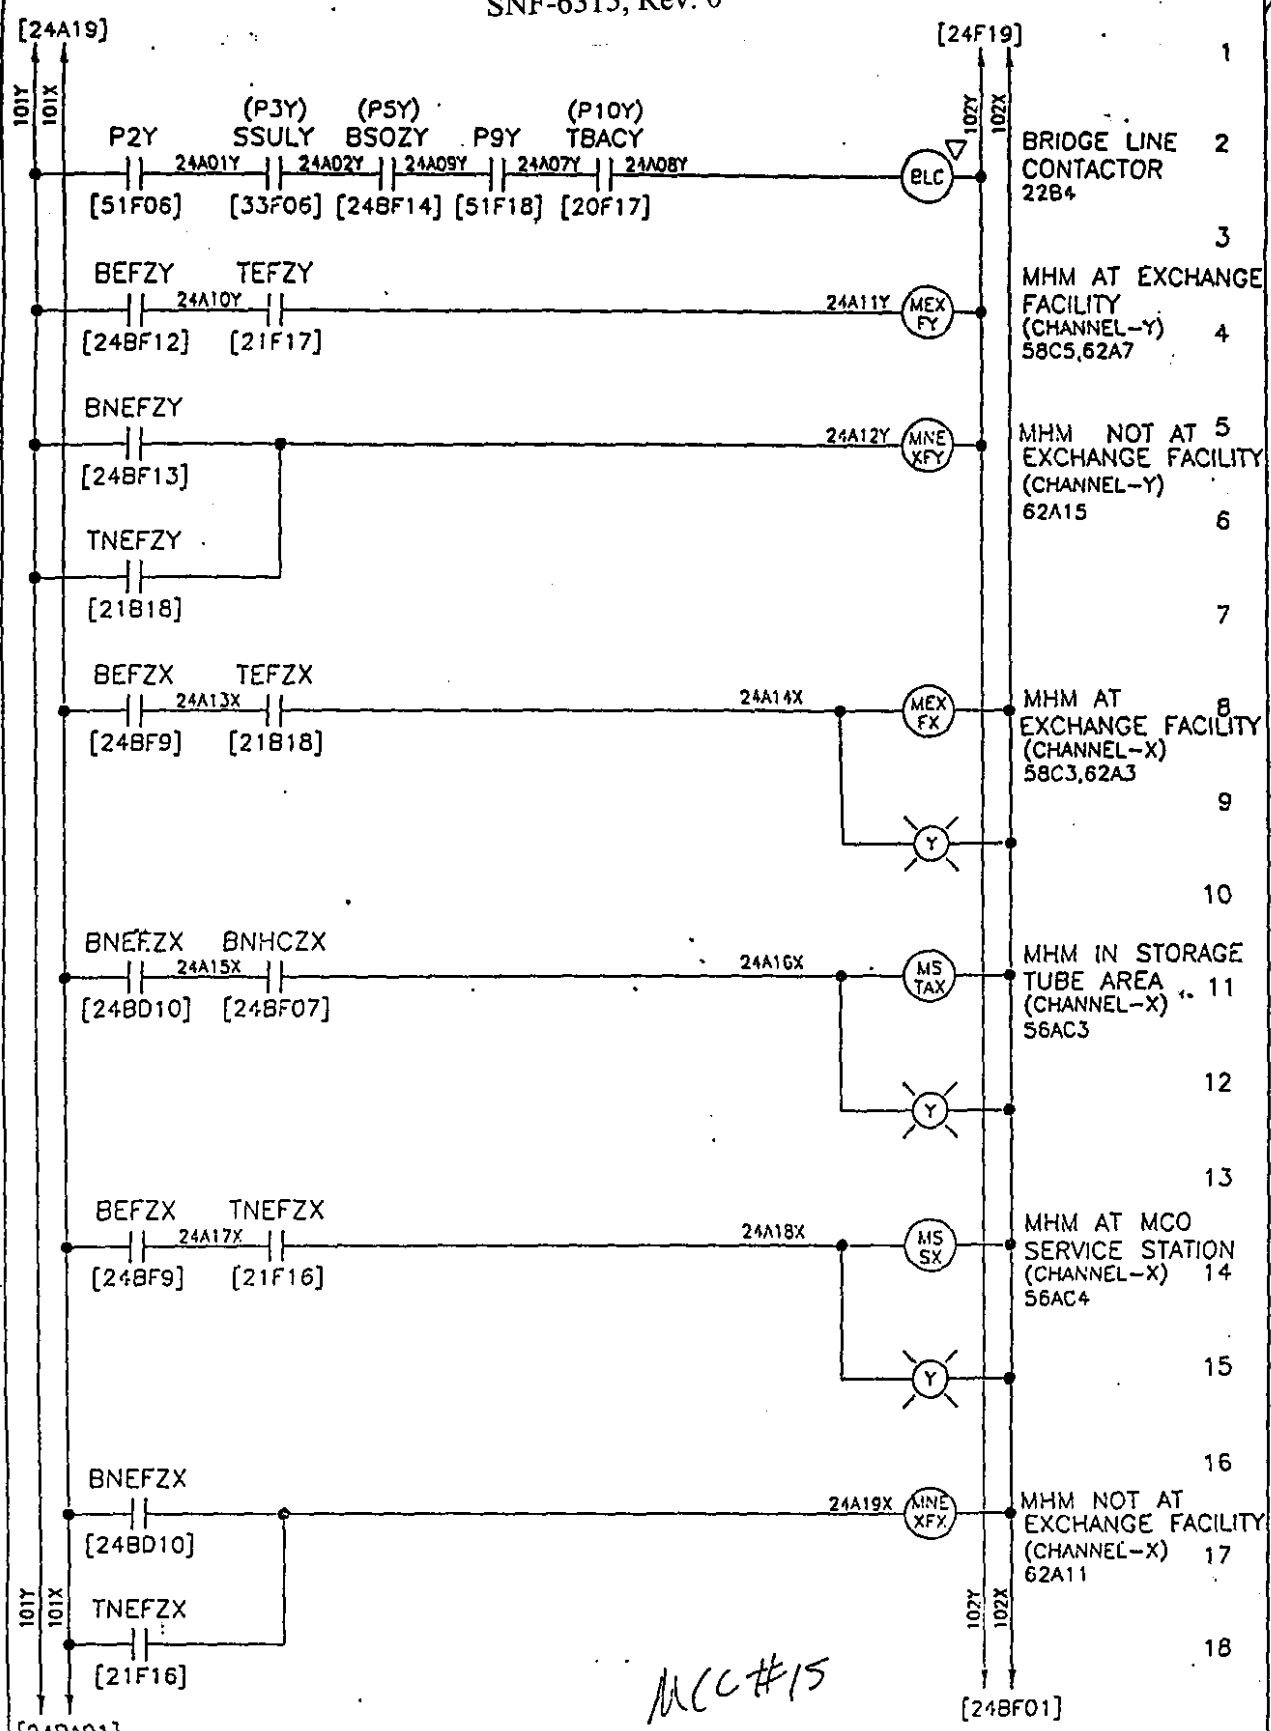 SNF-6315, Rev. 0
[24A19] [24F19] 1
101Y 101X 102Y 102X
(P3Y) (P5Y) (P10Y)
P2Y SSULY BSOZY P9Y TBACY
24A01Y 24A02Y 24A09Y 24A07Y 24A08Y
[51F06] [33F06] [24BF14] [51F18] [20F17]
BLC
BRIDGE LINE 2
CONTACTOR
22B4
3
BEFZY TEFZY
24A10Y 24A11Y
[24BF12] [21F17]
MEX
FY
MHM AT EXCHANGE
FACILITY
(CHANNEL-Y) 4
58C5,62A7
BNEFZY
24A12Y
[24BF13]
MNE
XFY
MHM NOT AT 5
EXCHANGE FACILITY
(CHANNEL-Y)
62A15 6
TNEFZY
[21B18]
7
BEFZX TEFZX
24A13X 24A14X
[24BF9] [21B18]
MEX
FX
MHM AT 8
EXCHANGE FACILITY
(CHANNEL-X)
58C3,62A3
9
Y
10
BNEFZX BNHCZX
24A15X 24A16X
[24BD10] [24BF07]
MS
TAX
MHM IN STORAGE
TUBE AREA 11
(CHANNEL-X)
56AC3
12
Y
13
BEFZX TNEFZX
24A17X 24A18X
[24BF9] [21F16]
MS
SX
MHM AT MCO
SERVICE STATION
(CHANNEL-X) 14
56AC4
15
Y
16
BNEFZX
24A19X
[24BD10]
MNE
XFX
MHM NOT AT
EXCHANGE FACILITY
(CHANNEL-X) 17
62A11
101Y 101X 102Y 102X
TNEFZX
[21F16]
18
MCC #15
[24BF01]